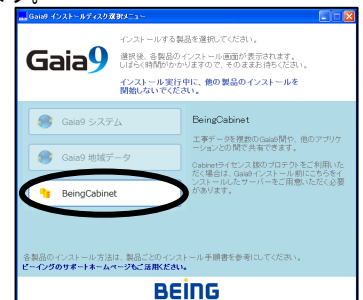 Gaia9 インストールディスク選択メニュー
Gaia9
インストールする製品を選択してください。
選択後、各製品のインストール画面が表示されます。
しばらく時間がかかりますので、そのままお待ちください。
インストール実行中に、他の製品のインストールを
開始しないでください。
Gaia9 システム
Gaia9 地域データ
BeingCabinet
BeingCabinet
工事データを複数のGaia9間や、他のアプリケ
ーションとの間で共有できます。
Cabinetライセンス版のプロテクトをご利用いた
だく場合は、Gaia9インストール前にこちらをイ
ンストールしたサーバーをご用意いただく必要
があります。
各製品のインストール方法は、製品ごとのインストール手順書を参考にしてください。
ビーイングのサポートホームページもご活用ください。
BEING